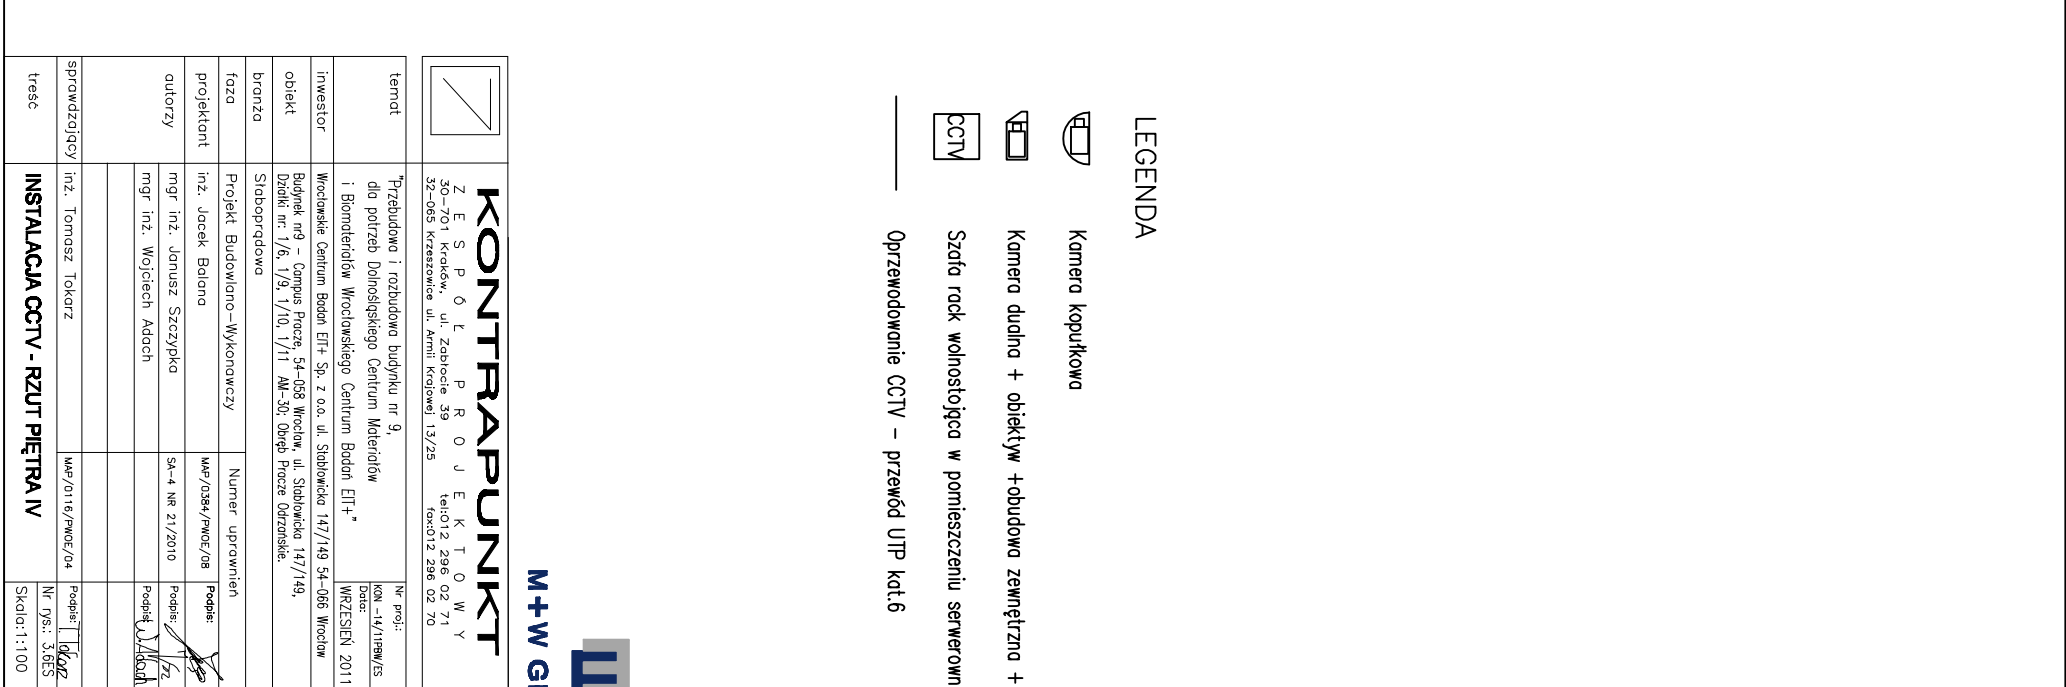 LEGENDA
Kamera kopułkowa
Kamera dualna + obiektyw +obudowa zewnętrzna +
CCTV
Szafa rack wolnostojąca w pomieszczeniu
Oprzewodowanie CCTV – przewód UTP kat.6
M+W
KONTRAPUNKT
ZESPÓŁ PROJEKTOWY
30–701 Kraków, ul. Zabłocie 39 tel:012 296 02 71
32–065 Krzeszowice ul. Armii Krajowej 13/25 fax:012 296 02 70
temat
"Przebudowa i rozbudowa budynku nr 9,
dla potrzeb Dolnośląskiego Centrum Materiałów
i Biomateriałów Wrocławskiego Centrum Badań EIT+"
Nr proj.:
KON –14/11PBW/ES
Data:
WRZESIEŃ 2011
inwestor
Wrocławskie Centrum Badań EIT+ Sp. z o.o. ul. Stabłowicka 147/149 54–066 Wrocław
obiekt
Budynek nr9 – Campus Pracze, 54–058 Wrocław, ul. Stabłowicka 147/149,
Działki nr: 1/6, 1/9, 1/10, 1/11 AM–30; Obręb Pracze Odrzańskie.
branża
Słaboprądowa
faza
Projekt Budowlano–Wykonawczy
Numer uprawnień
projektant
inż. Jacek Balana
MAP/0384/PWOE/08
Podpis:
autorzy
mgr inż. Janusz Szczypka
SA–4 NR 21/2010
Podpis:
mgr inż. Wojciech Adach
Podpis:
W.Adach
sprawdzający
inż. Tomasz Tokarz
MAP/0116/PWOE/04
Podpis:
T.Tokarz
treść
INSTALACJA CCTV - RZUT PIĘTRA IV
Nr rys.: 3.6ES
Skala:1:100